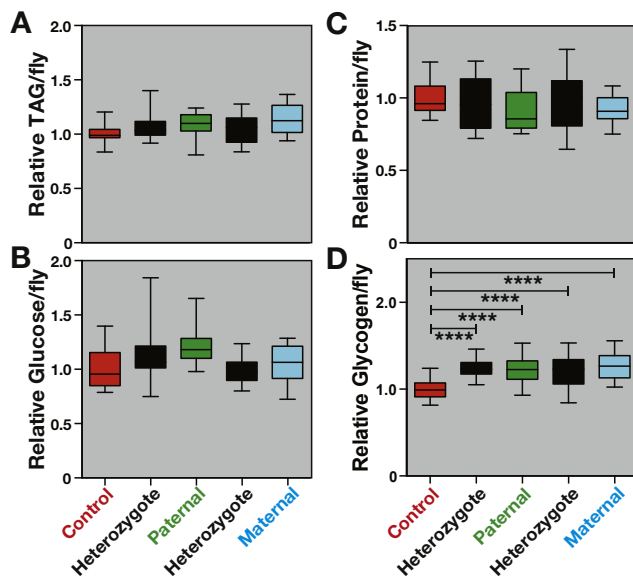 A
Relative TAG/fly
2.0
1.5
1.0
0.5
0
B
Relative Glucose/fly
2.0
1.5
1.0
0.5
0
Control
Heterozygote
Paternal
Heterozygote
Maternal
C
Relative Protein/fly
1.5
1.0
0.5
0
D
Relative Glycogen/fly
2.0
1.0
0
****
****
****
****
Control
Heterozygote
Paternal
Heterozygote
Maternal